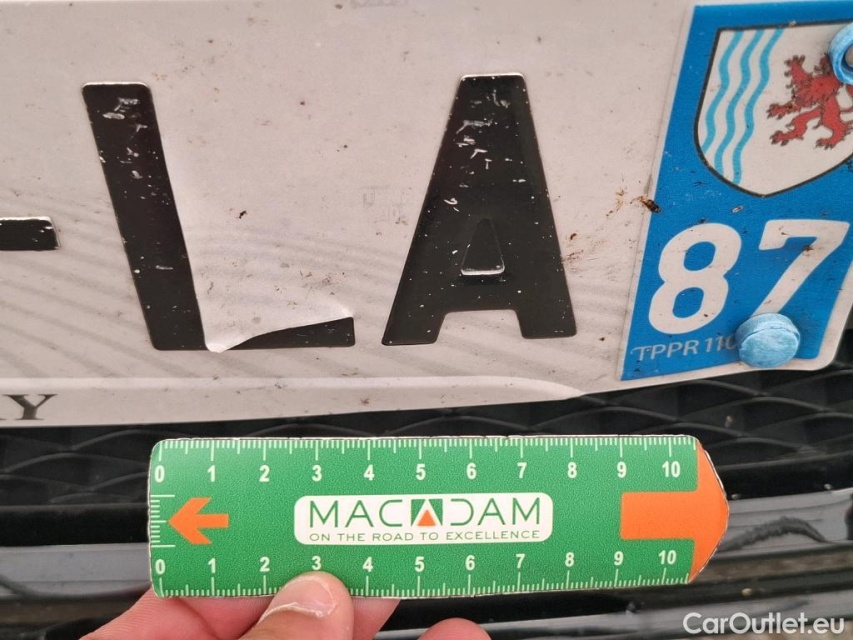 -LA
87
TPPR 110
Y
0 1 2 3 4 5 6 7 8 9 10
MACADAM
ON THE ROAD TO EXCELLENCE
0 1 2 3 4 5 6 7 8 9 10
CarOutlet.eu